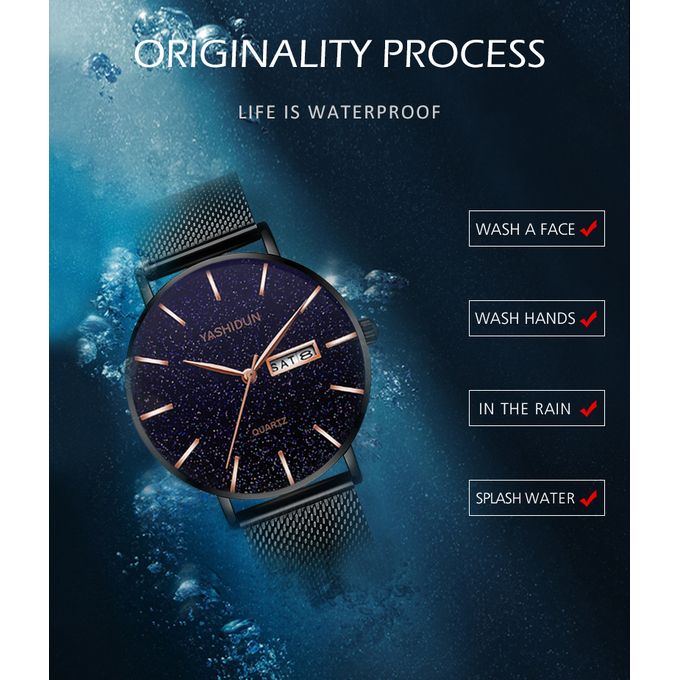 ORIGINALITY PROCESS
LIFE IS WATERPROOF
WASH A FACE
WASH HANDS
IN THE RAIN
SPLASH WATER
YASHIDUN
SAT 8
QUARTZ